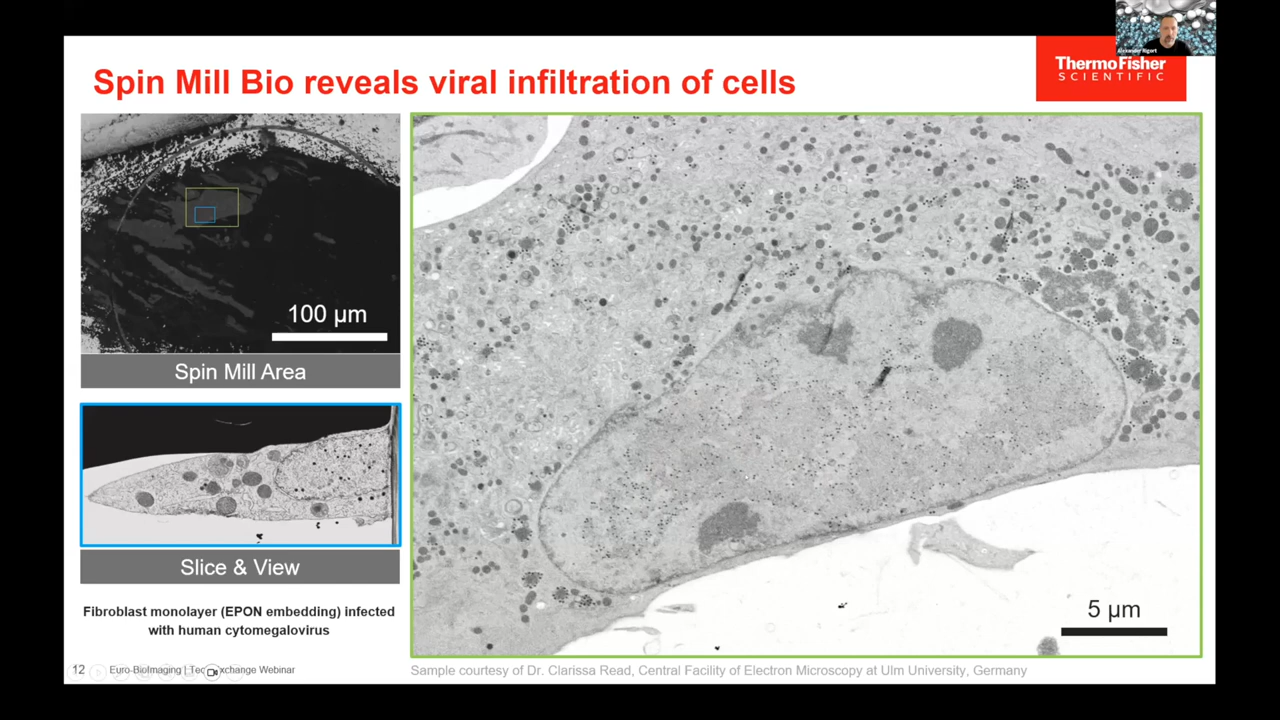 Alexander Rigort
ThermoFisher
SCIENTIFIC
Spin Mill Bio reveals viral infiltration of cells
100 µm
Spin Mill Area
Slice & View
Fibroblast monolayer (EPON embedding) infected
with human cytomegalovirus
5 µm
12
Euro-BioImaging | Tec xchange Webinar
Sample courtesy of Dr. Clarissa Read, Central Facility of Electron Microscopy at Ulm University, Germany